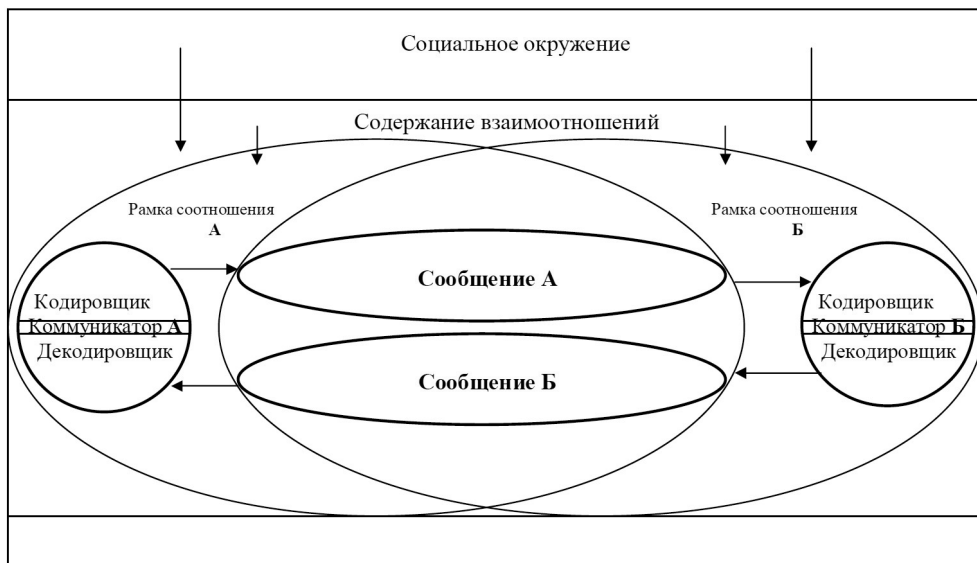 Социальное окружение
Содержание взаимоотношений
Рамка соотношения
А
Рамка соотношения
Б
Сообщение А
Кодировщик
Коммуникатор А
Декодировщик
Кодировщик
Коммуникатор Б
Декодировщик
Сообщение Б